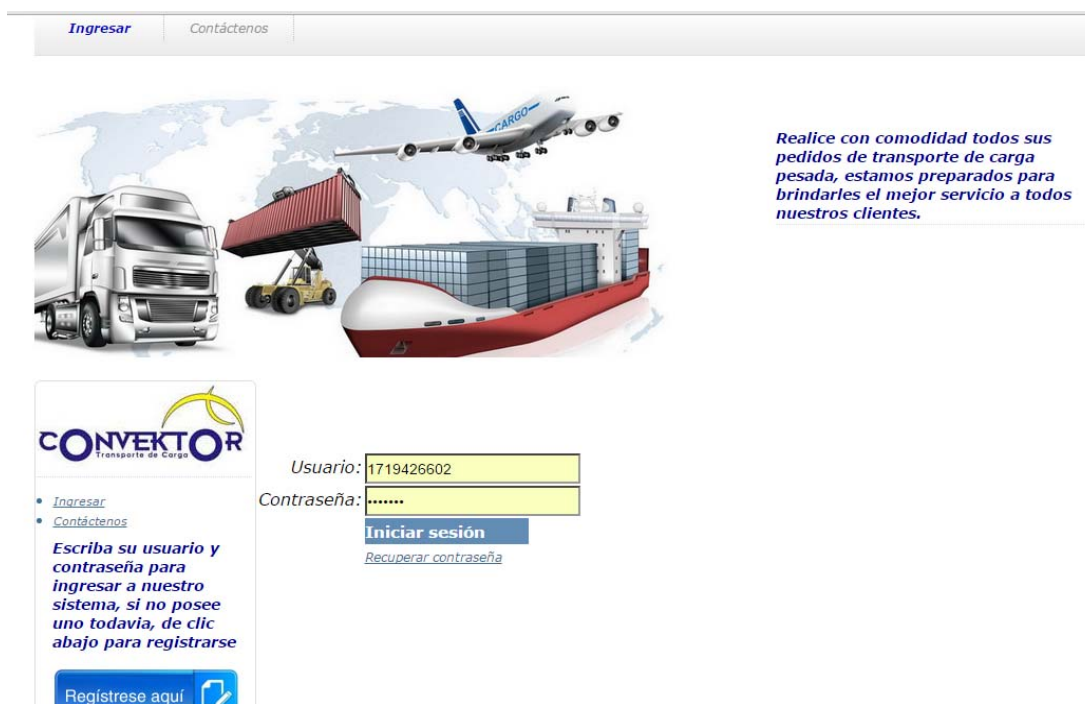 Ingresar
Contáctenos
CARGO
Realice con comodidad todos sus
pedidos de transporte de carga
pesada, estamos preparados para
brindarles el mejor servicio a todos
nuestros clientes.
CONVEKTOR
Transporte de Carga
Ingresar
Contáctenos
Escriba su usuario y
contraseña para
ingresar a nuestro
sistema, si no posee
uno todavia, de clic
abajo para registrarse
Regístrese aquí
Usuario: 1719426602
Contraseña: •••••••
Iniciar sesión
Recuperar contraseña